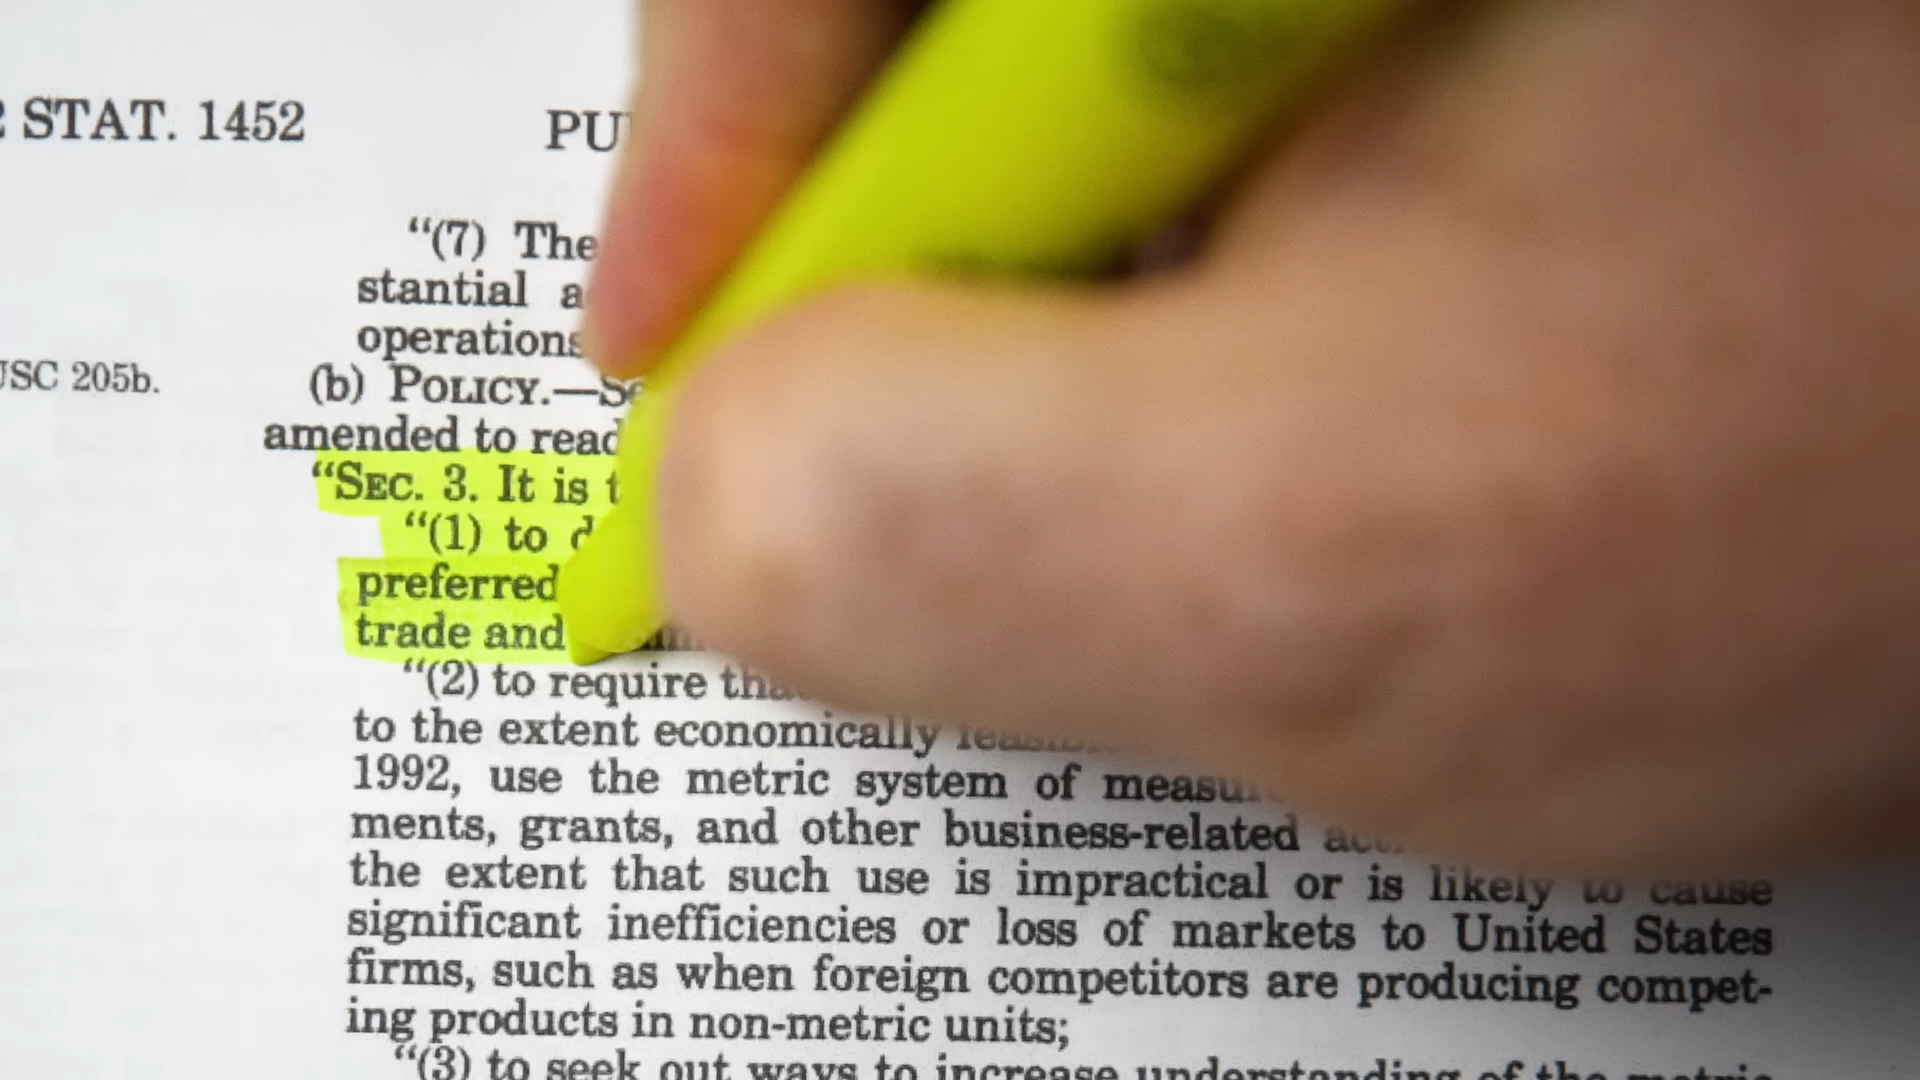 STAT. 1452
"(7) The
stantial
operations
USC 205b.
(b) POLICY.—
amended to read
"SEC. 3. It is
"(1) to
preferred
trade and
"(2) to require
to the extent economically
1992, use the metric system of
ments, grants, and other business-related
the extent that such use is impractical or is likely to cause
significant inefficiencies or loss of markets to United States
firms, such as when foreign competitors are producing compet-
ing products in non-metric units;
"(3) to seek out ways to increase understanding of the metric